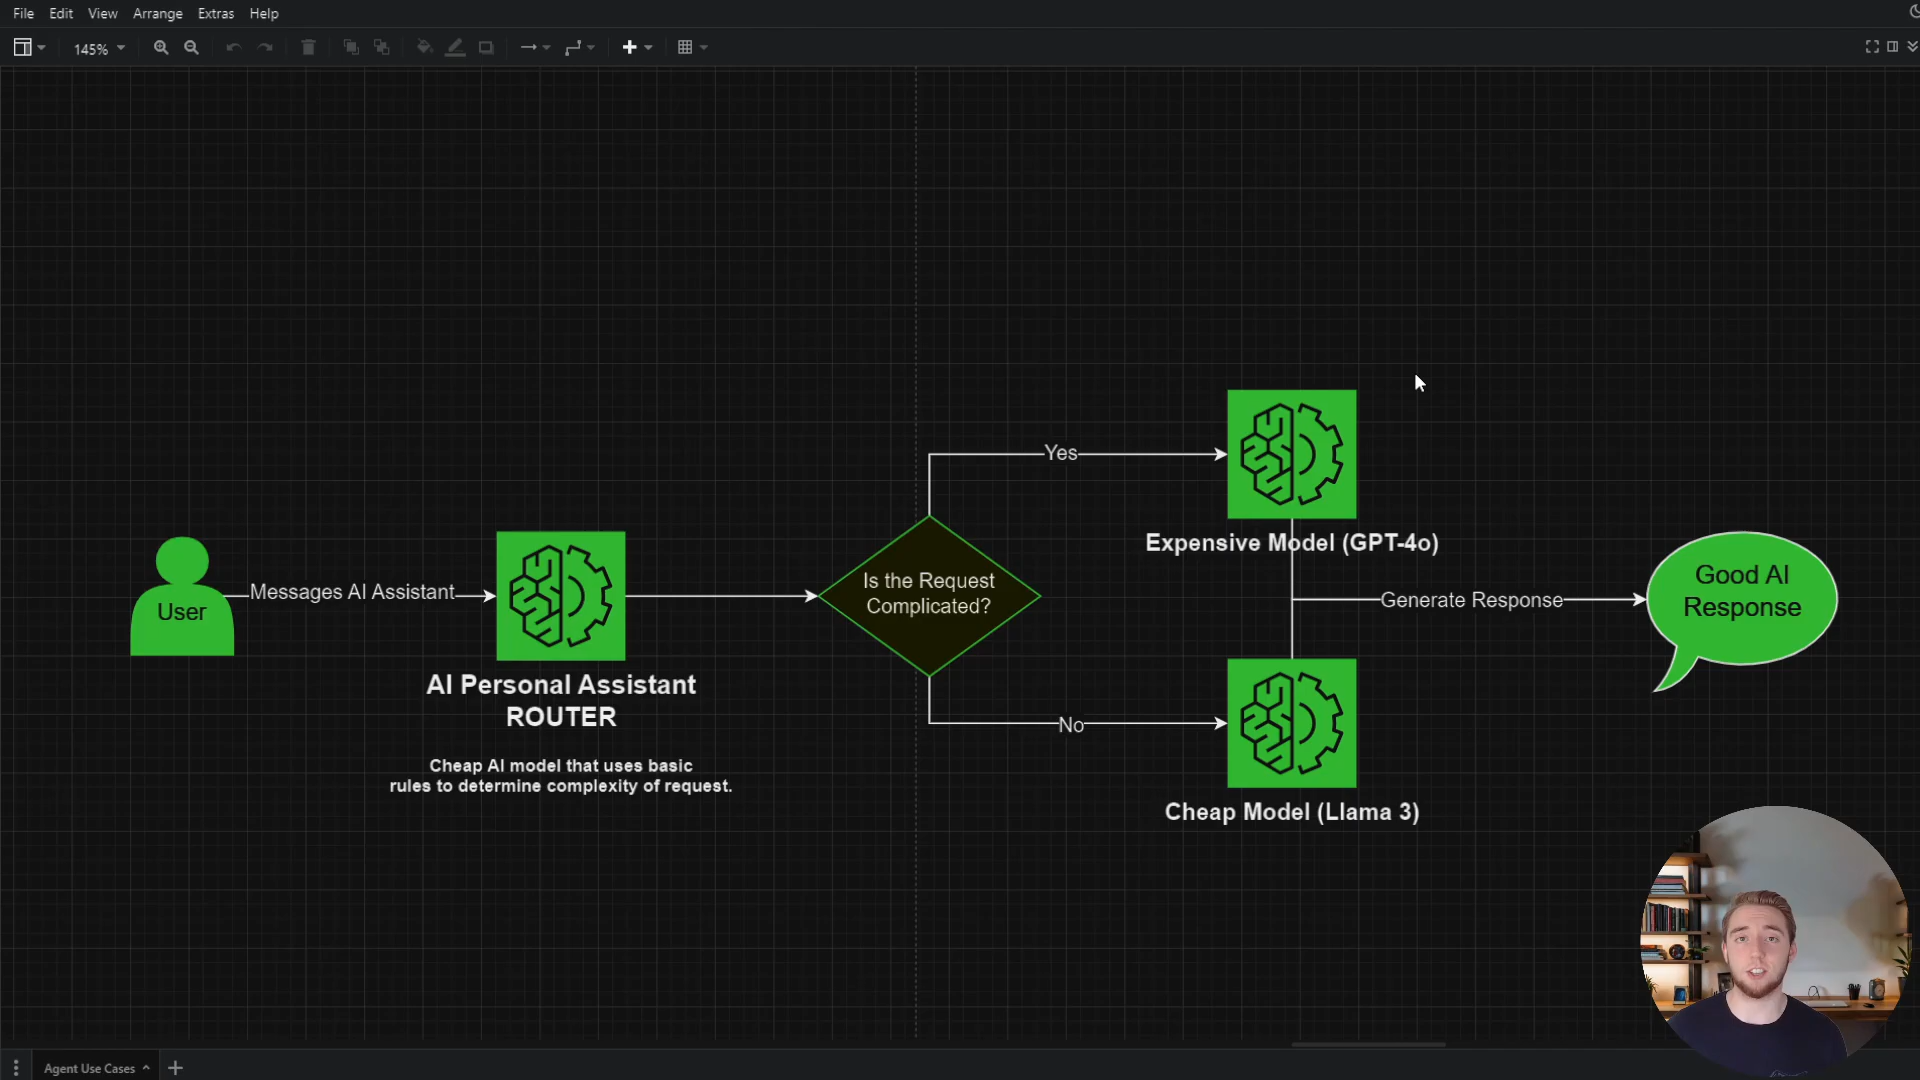 File Edit View Arrange Extras Help
145%
Yes
Expensive Model (GPT-4o)
Is the Request
Complicated?
Messages AI Assistant
User
Generate Response
Good AI
Response
AI Personal Assistant
ROUTER
No
Cheap AI model that uses basic
rules to determine complexity of request.
Cheap Model (Llama 3)
Agent Use Cases